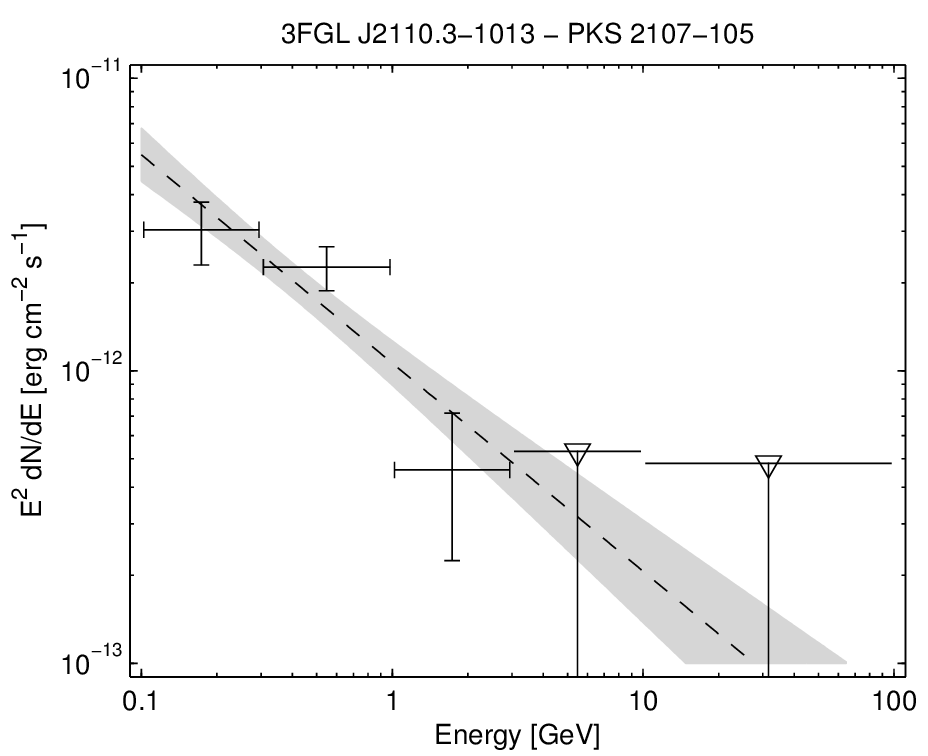 3FGL J2110.3−1013 − PKS 2107−105
10⁻¹¹
10⁻¹²
10⁻¹³
E² dN/dE [erg cm⁻² s⁻¹]
0.1 1 10 100
Energy [GeV]